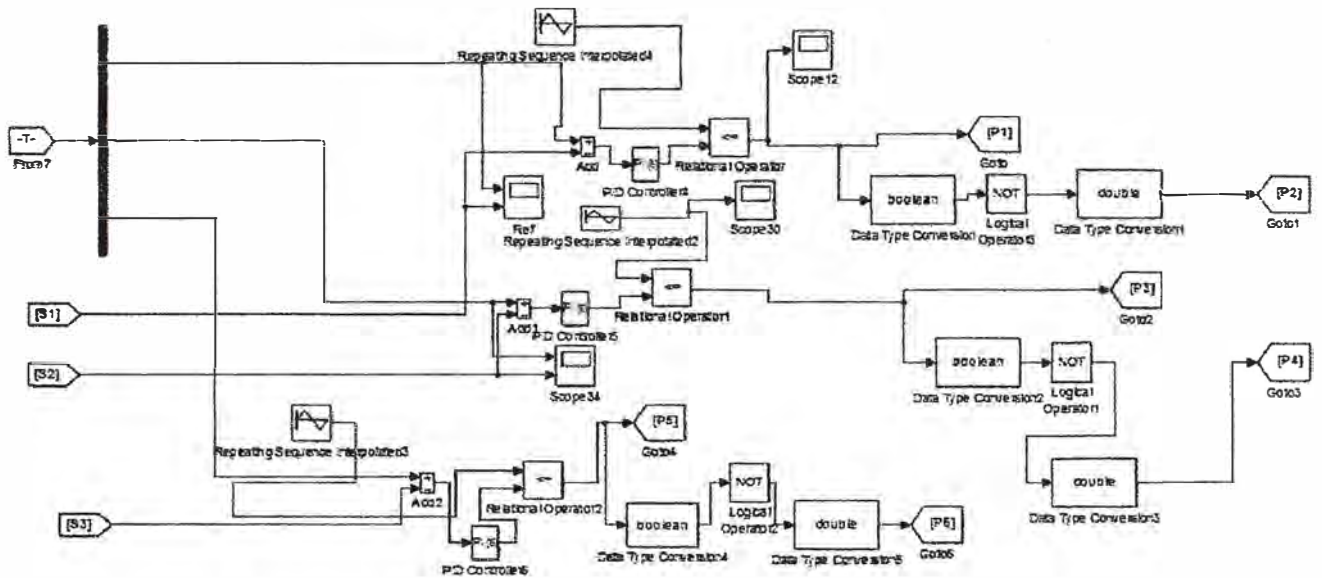 Repeating Sequence Interpolated4
Scope12
-T-
From7
[P1]
Goto
Add
PID Controller4
Relational Operator
boolean
Data Type Conversion
NOT
Logical
Operator3
double
Data Type Conversion1
[P2]
Goto1
Ref
Repeating Sequence Interpolated2
Scope30
[S1]
Add1
PID Controller5
Relational Operator1
[P3]
Goto2
[S2]
Scope34
boolean
Data Type Conversion2
NOT
Logical
Operator1
[P4]
Goto3
Repeating Sequence Interpolated3
[P5]
Goto4
double
Data Type Conversion3
[S3]
Add2
Relational Operator2
PID Controller6
boolean
Data Type Conversion4
NOT
Logical
Operator2
double
Data Type Conversion5
[P6]
Goto5